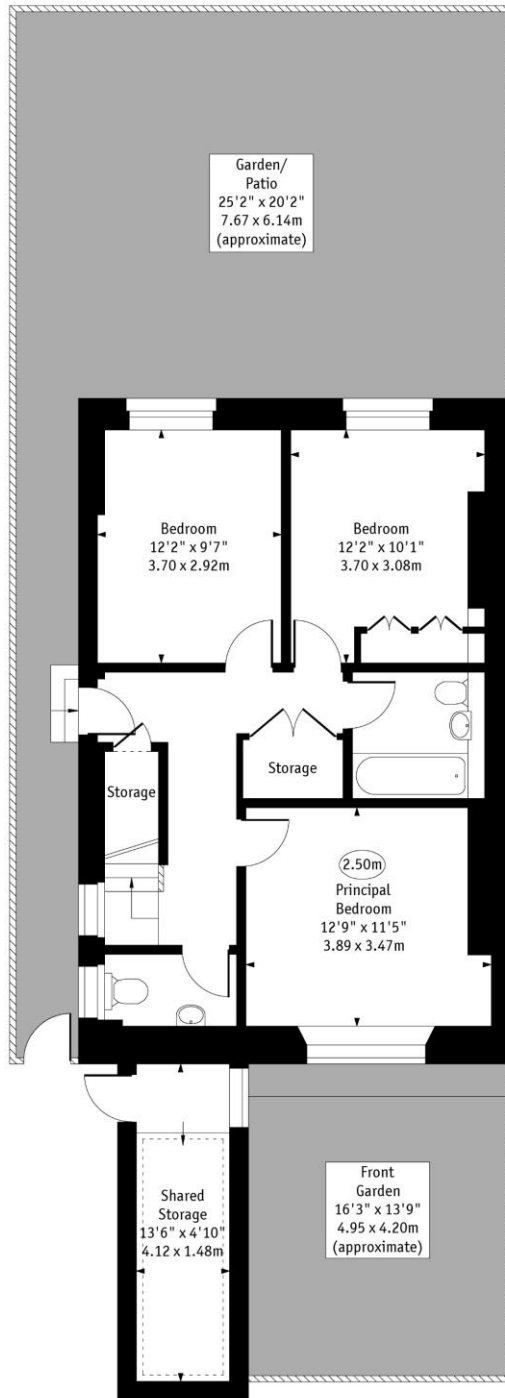 Garden/
Patio
25'2" x 20'2"
7.67 x 6.14m
(approximate)
Bedroom
12'2" x 9'7"
3.70 x 2.92m
Bedroom
12'2" x 10'1"
3.70 x 3.08m
Storage
Storage
2.50m
Principal
Bedroom
12'9" x 11'5"
3.89 x 3.47m
Shared
Storage
13'6" x 4'10"
4.12 x 1.48m
Front
Garden
16'3" x 13'9"
4.95 x 4.20m
(approximate)